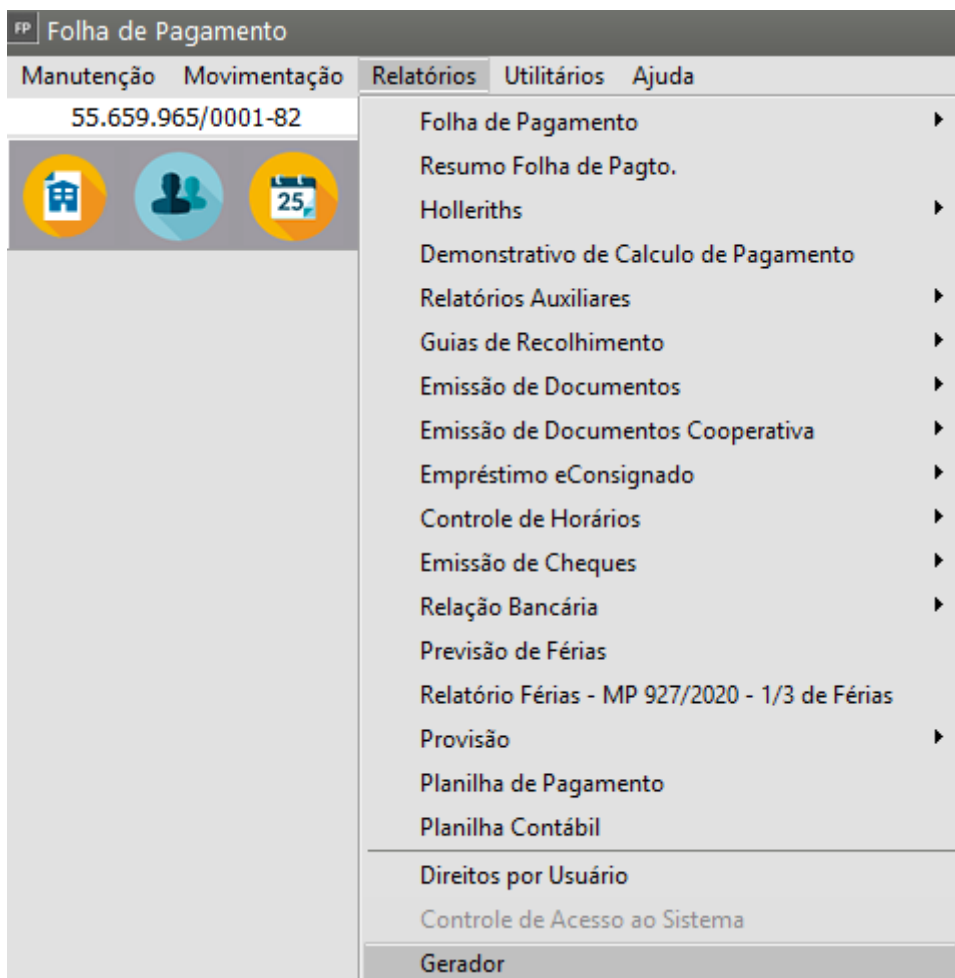 FP Folha de Pagamento
Manutenção Movimentação Relatórios Utilitários Ajuda
55.659.965/0001-82
25
Folha de Pagamento
Resumo Folha de Pagto.
Holleriths
Demonstrativo de Calculo de Pagamento
Relatórios Auxiliares
Guias de Recolhimento
Emissão de Documentos
Emissão de Documentos Cooperativa
Empréstimo eConsignado
Controle de Horários
Emissão de Cheques
Relação Bancária
Previsão de Férias
Relatório Férias - MP 927/2020 - 1/3 de Férias
Provisão
Planilha de Pagamento
Planilha Contábil
Direitos por Usuário
Controle de Acesso ao Sistema
Gerador